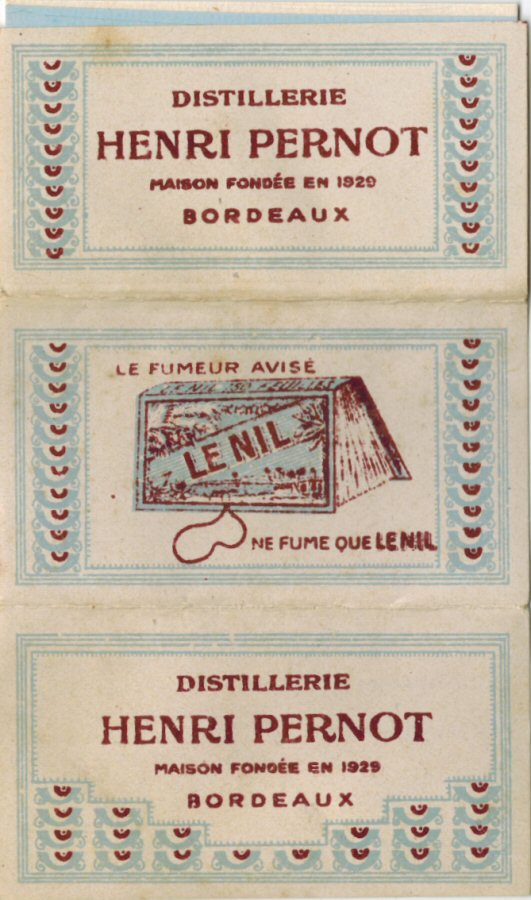 DISTILLERIE
HENRI PERNOT
MAISON FONDÉE EN 1929
BORDEAUX
LE FUMEUR AVISÉ
LE NIL
NE FUME QUE LE NIL
DISTILLERIE
HENRI PERNOT
MAISON FONDÉE EN 1929
BORDEAUX